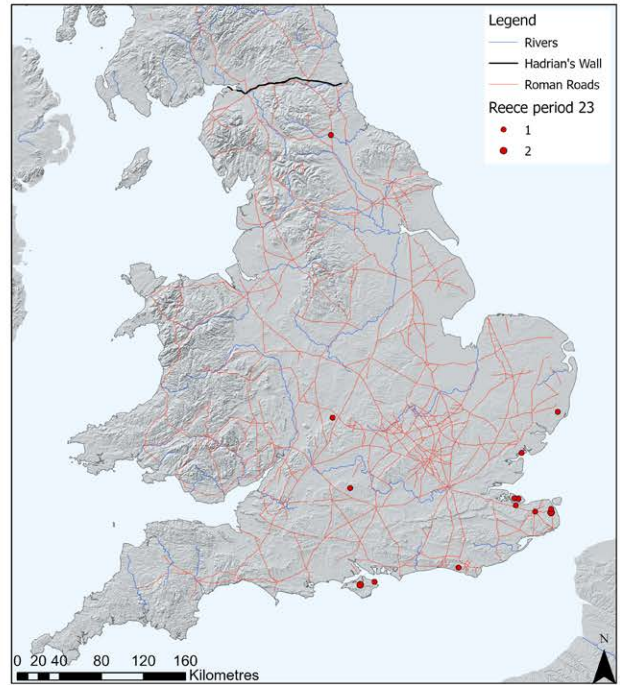 Legend
Rivers
Hadrian's Wall
Roman Roads
Reece period 23
1
2
N
0 20 40 80 120 160
Kilometres